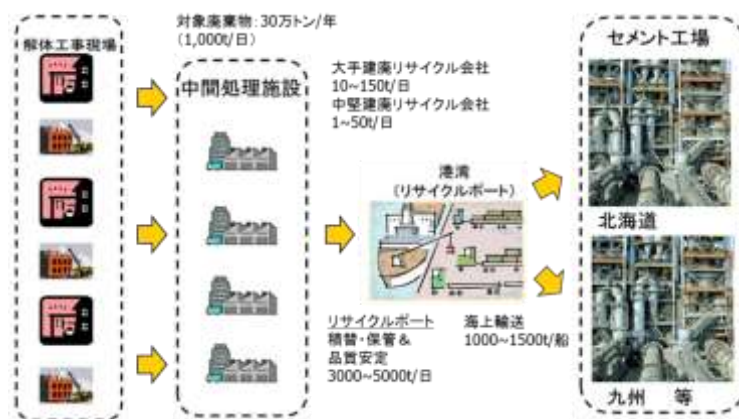 対象廃棄物：30万トン/年
（1,000t/日）
解体工事現場
中間処理施設
大手建廃リサイクル会社
10~150t/日
中堅建廃リサイクル会社
1~50t/日
港湾
（リサイクルポート）
リサイクルポート
積替・保管＆
品質安定
3000~5000t/日
海上輸送
1000~1500t/船
セメント工場
北海道
九州　等